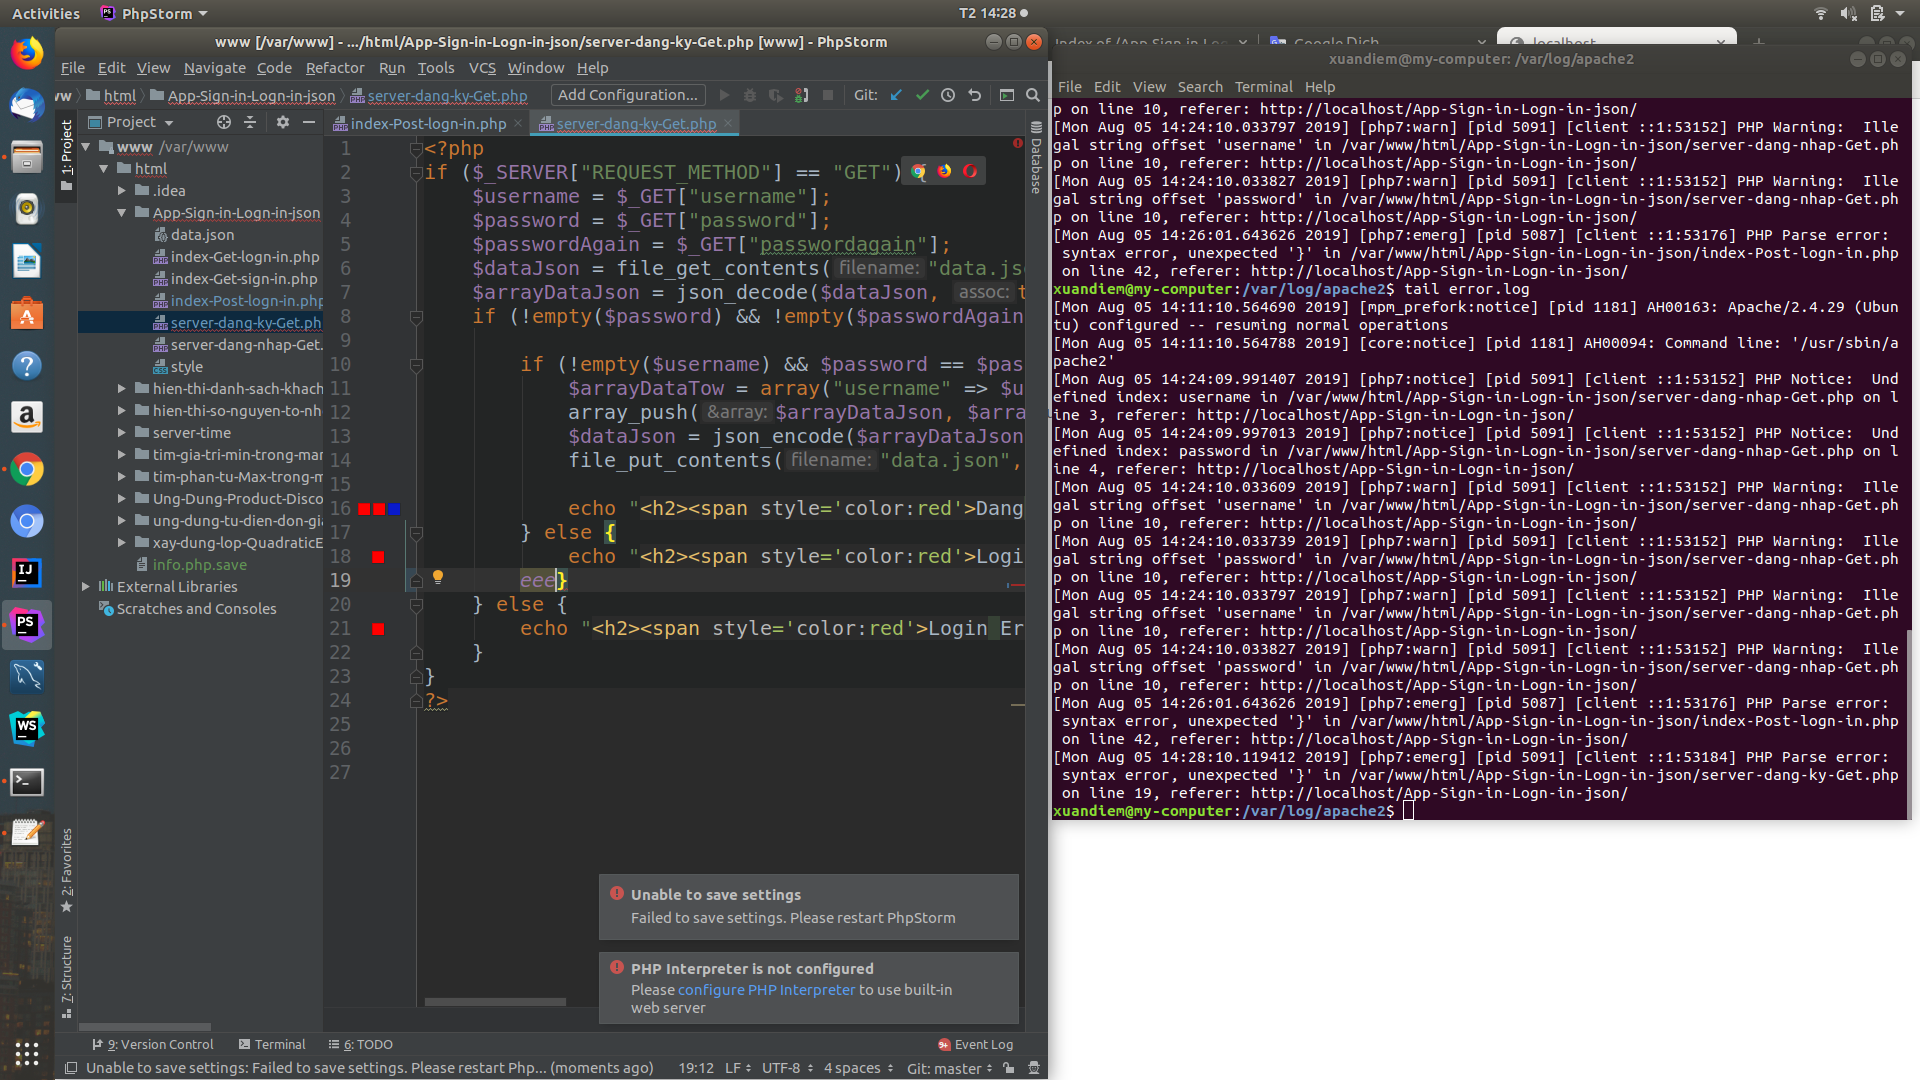 Activities
PhpStorm
T2 14:28
www [/var/www] - .../html/App-Sign-in-Logn-in-json/server-dang-ky-Get.php [www] - PhpStorm
File Edit View Navigate Code Refactor Run Tools VCS Window Help
html App-Sign-in-Logn-in-json server-dang-ky-Get.php Add Configuration... Git:
Project
index-Post-logn-in.php server-dang-ky-Get.php
1: Project
www /var/www
html
.idea
App-Sign-in-Logn-in-json
data.json
index-Get-logn-in.php
index-Get-sign-in.php
index-Post-logn-in.php
server-dang-ky-Get.ph
server-dang-nhap-Get.
style
hien-thi-danh-sach-khach
hien-thi-so-nguyen-to-nh
server-time
tim-gia-tri-min-trong-mar
tim-phan-tu-Max-trong-m
Ung-Dung-Product-Disco
ung-dung-tu-dien-don-gia
xay-dung-lop-QuadraticE
info.php.save
External Libraries
Scratches and Consoles
2: Favorites
7: Structure
Database
1 <?php
2 if ($_SERVER["REQUEST_METHOD"] == "GET") {
3 $username = $_GET["username"];
4 $password = $_GET["password"];
5 $passwordAgain = $_GET["passwordagain"];
6 $dataJson = file_get_contents( filename: "data.js
7 $arrayDataJson = json_decode($dataJson, assoc: t
8 if (!empty($password) && !empty($passwordAgain
9
10 if (!empty($username) && $password == $pas
11 $arrayDataTow = array("username" => $u
12 array_push( &array: $arrayDataJson, $arra
13 $dataJson = json_encode($arrayDataJson
14 file_put_contents( filename: "data.json",
15
16 echo "<h2><span style='color:red'>Dang
17 } else {
18 echo "<h2><span style='color:red'>Logi
19 eee}
20 } else {
21 echo "<h2><span style='color:red'>Login Er
22 }
23 }
24 ?>
25
26
27
Unable to save settings
Failed to save settings. Please restart PhpStorm
PHP Interpreter is not configured
Please configure PHP Interpreter to use built-in
web server
9: Version Control Terminal 6: TODO Event Log
Unable to save settings: Failed to save settings. Please restart Php... (moments ago) 19:12 LF UTF-8 4 spaces Git: master
xuandiem@my-computer: /var/log/apache2
File Edit View Search Terminal Help
p on line 10, referer: http://localhost/App-Sign-in-Logn-in-json/
[Mon Aug 05 14:24:10.033797 2019] [php7:warn] [pid 5091] [client ::1:53152] PHP Warning:  Ille
gal string offset 'username' in /var/www/html/App-Sign-in-Logn-in-json/server-dang-nhap-Get.ph
p on line 10, referer: http://localhost/App-Sign-in-Logn-in-json/
[Mon Aug 05 14:24:10.033827 2019] [php7:warn] [pid 5091] [client ::1:53152] PHP Warning:  Ille
gal string offset 'password' in /var/www/html/App-Sign-in-Logn-in-json/server-dang-nhap-Get.ph
p on line 10, referer: http://localhost/App-Sign-in-Logn-in-json/
[Mon Aug 05 14:26:01.643626 2019] [php7:emerg] [pid 5087] [client ::1:53176] PHP Parse error:
 syntax error, unexpected '}' in /var/www/html/App-Sign-in-Logn-in-json/index-Post-logn-in.php
 on line 42, referer: http://localhost/App-Sign-in-Logn-in-json/
xuandiem@my-computer:/var/log/apache2$ tail error.log
[Mon Aug 05 14:11:10.564690 2019] [mpm_prefork:notice] [pid 1181] AH00163: Apache/2.4.29 (Ubun
tu) configured -- resuming normal operations
[Mon Aug 05 14:11:10.564788 2019] [core:notice] [pid 1181] AH00094: Command line: '/usr/sbin/a
pache2'
[Mon Aug 05 14:24:09.991407 2019] [php7:notice] [pid 5091] [client ::1:53152] PHP Notice:  Und
efined index: username in /var/www/html/App-Sign-in-Logn-in-json/server-dang-nhap-Get.php on l
ine 3, referer: http://localhost/App-Sign-in-Logn-in-json/
[Mon Aug 05 14:24:09.997013 2019] [php7:notice] [pid 5091] [client ::1:53152] PHP Notice:  Und
efined index: password in /var/www/html/App-Sign-in-Logn-in-json/server-dang-nhap-Get.php on l
ine 4, referer: http://localhost/App-Sign-in-Logn-in-json/
[Mon Aug 05 14:24:10.033609 2019] [php7:warn] [pid 5091] [client ::1:53152] PHP Warning:  Ille
gal string offset 'username' in /var/www/html/App-Sign-in-Logn-in-json/server-dang-nhap-Get.ph
p on line 10, referer: http://localhost/App-Sign-in-Logn-in-json/
[Mon Aug 05 14:24:10.033739 2019] [php7:warn] [pid 5091] [client ::1:53152] PHP Warning:  Ille
gal string offset 'password' in /var/www/html/App-Sign-in-Logn-in-json/server-dang-nhap-Get.ph
p on line 10, referer: http://localhost/App-Sign-in-Logn-in-json/
[Mon Aug 05 14:24:10.033797 2019] [php7:warn] [pid 5091] [client ::1:53152] PHP Warning:  Ille
gal string offset 'username' in /var/www/html/App-Sign-in-Logn-in-json/server-dang-nhap-Get.ph
p on line 10, referer: http://localhost/App-Sign-in-Logn-in-json/
[Mon Aug 05 14:24:10.033827 2019] [php7:warn] [pid 5091] [client ::1:53152] PHP Warning:  Ille
gal string offset 'password' in /var/www/html/App-Sign-in-Logn-in-json/server-dang-nhap-Get.ph
p on line 10, referer: http://localhost/App-Sign-in-Logn-in-json/
[Mon Aug 05 14:26:01.643626 2019] [php7:emerg] [pid 5087] [client ::1:53176] PHP Parse error:
 syntax error, unexpected '}' in /var/www/html/App-Sign-in-Logn-in-json/index-Post-logn-in.php
 on line 42, referer: http://localhost/App-Sign-in-Logn-in-json/
[Mon Aug 05 14:28:10.119412 2019] [php7:emerg] [pid 5091] [client ::1:53184] PHP Parse error:
 syntax error, unexpected '}' in /var/www/html/App-Sign-in-Logn-in-json/server-dang-ky-Get.php
 on line 19, referer: http://localhost/App-Sign-in-Logn-in-json/
xuandiem@my-computer:/var/log/apache2$